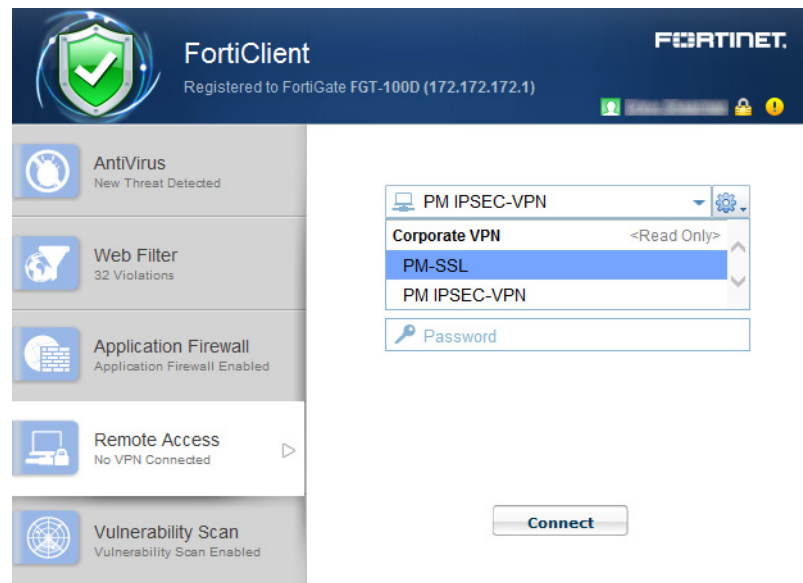 FortiClient
FORTINET
Registered to FortiGate FGT-100D (172.172.172.1)
AntiVirus
New Threat Detected
Web Filter
32 Violations
Application Firewall
Application Firewall Enabled
Remote Access
No VPN Connected
Vulnerability Scan
Vulnerability Scan Enabled
PM IPSEC-VPN
Corporate VPN <Read Only>
PM-SSL
PM IPSEC-VPN
Password
Connect